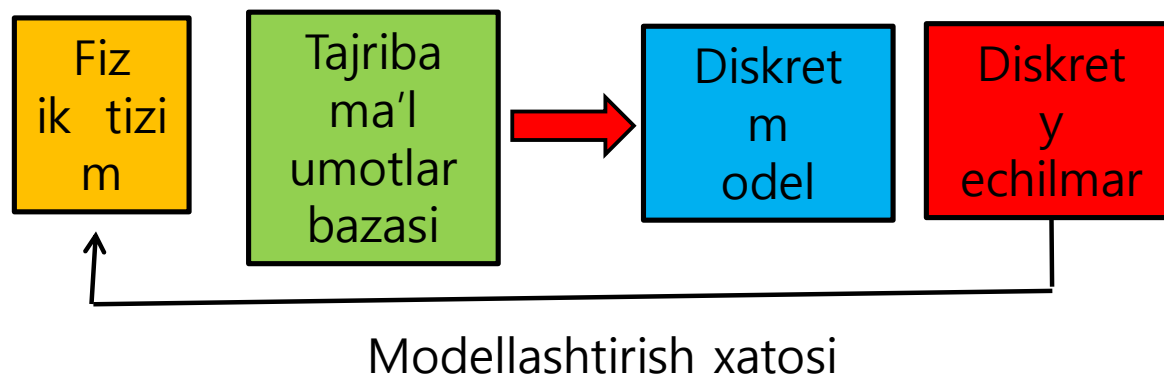 Fiz
ik tizi
m
Tajriba
ma’l
umotlar
bazasi
Diskret
m
odel
Diskret
y
echilmar
Modellashtirish xatosi